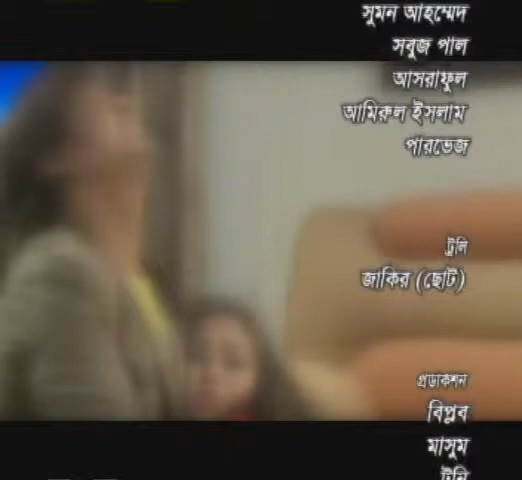 সুমন আহম্মেদ
সবুজ পাল
আসরাফুল
আমিরুল ইসলাম
পারভেজ
ট্রলি
জাকির (ছোট)
প্রডাকশন
বিপ্লব
মাসুম